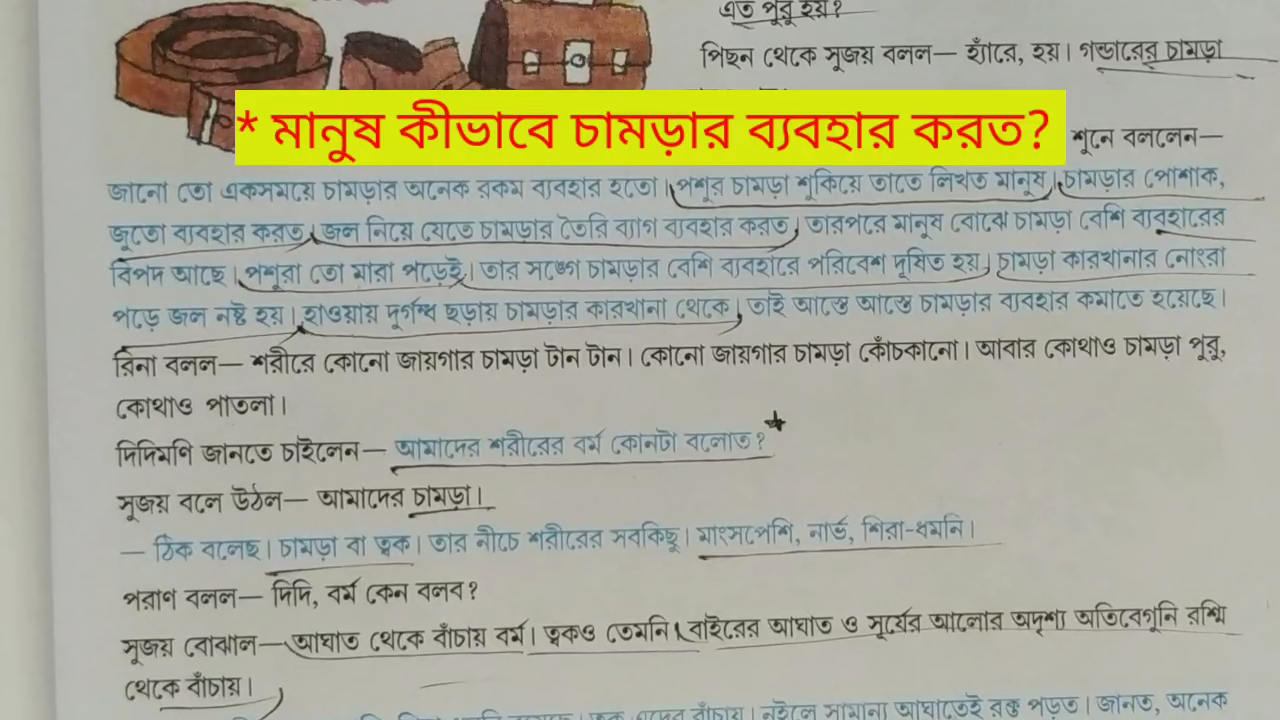 এত পুরু হয়?
পিছন থেকে সুজয় বলল— হ্যাঁরে, হয়। গন্ডারের চামড়া
* মানুষ কীভাবে চামড়ার ব্যবহার করত?
শুনে বললেন—
জানো তো একসময়ে চামড়ার অনেক রকম ব্যবহার হতো। পশুর চামড়া শুকিয়ে তাতে লিখত মানুষ। চামড়ার পোশাক,
জুতো ব্যবহার করত। জল নিয়ে যেতে চামড়ার তৈরি ব্যাগ ব্যবহার করত। তারপরে মানুষ বোঝে চামড়া বেশি ব্যবহারের
বিপদ আছে। পশুরা তো মারা পড়েই। তার সঙ্গে চামড়ার বেশি ব্যবহারে পরিবেশ দূষিত হয়। চামড়া কারখানার নোংরা
পড়ে জল নষ্ট হয়। হাওয়ায় দুর্গন্ধ ছড়ায় চামড়ার কারখানা থেকে। তাই আস্তে আস্তে চামড়ার ব্যবহার কমাতে হয়েছে।
রিনা বলল— শরীরে কোনো জায়গার চামড়া টান টান। কোনো জায়গার চামড়া কোঁচকানো। আবার কোথাও চামড়া পুরু,
কোথাও পাতলা।
দিদিমণি জানতে চাইলেন— আমাদের শরীরের বর্ম কোনটা বলোত?
সুজয় বলে উঠল— আমাদের চামড়া।
— ঠিক বলেছ। চামড়া বা ত্বক। তার নীচে শরীরের সবকিছু। মাংসপেশি, নার্ভ, শিরা-ধমনি।
পরাণ বলল— দিদি, বর্ম কেন বলব?
সুজয় বোঝাল— আঘাত থেকে বাঁচায় বর্ম। ত্বকও তেমনি। বাইরের আঘাত ও সূর্যের আলোর অদৃশ্য অতিবেগুনি রশ্মি
থেকে বাঁচায়।
বাঁচায়। নইলে সামান্য আঘাতেই রক্ত পড়ত। জানত, অনেক